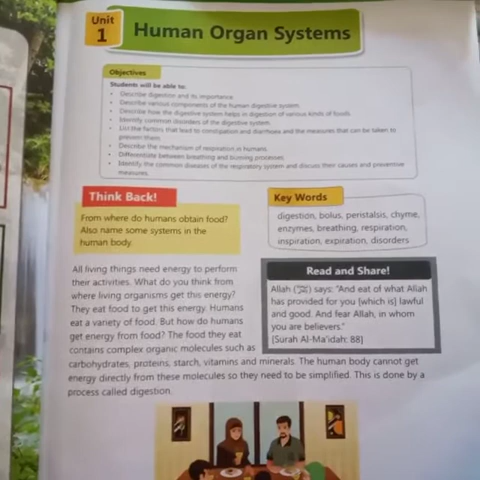 Unit
1
Human Organ Systems
Objectives
Students will be able to:
• Describe digestion and its importance.
• Describe various components of the human digestive system.
• Describe how the digestive system helps in digestion of various kinds of foods.
• Identify common disorders of the digestive system.
• List the factors that lead to constipation and diarrhoea and the measures that can be taken to
prevent them.
• Describe the mechanism of respiration in humans.
• Differentiate between breathing and burning processes.
• Identify the common diseases of the respiratory system and discuss their causes and preventive
measures.
Think Back!
From where do humans obtain food?
Also name some systems in the
human body.
Key Words
digestion, bolus, peristalsis, chyme,
enzymes, breathing, respiration,
inspiration, expiration, disorders
All living things need energy to perform
their activities. What do you think from
where living organisms get this energy?
They eat food to get this energy. Humans
eat a variety of food. But how do humans
get energy from food? The food they eat
contains complex organic molecules such as
carbohydrates, proteins, starch, vitamins and minerals. The human body cannot get
energy directly from these molecules so they need to be simplified. This is done by a
process called digestion.
Read and Share!
Allah () says: "And eat of what Allah
has provided for you [which is] lawful
and good. And fear Allah, in whom
you are believers."
[Surah Al-Ma'idah: 88]